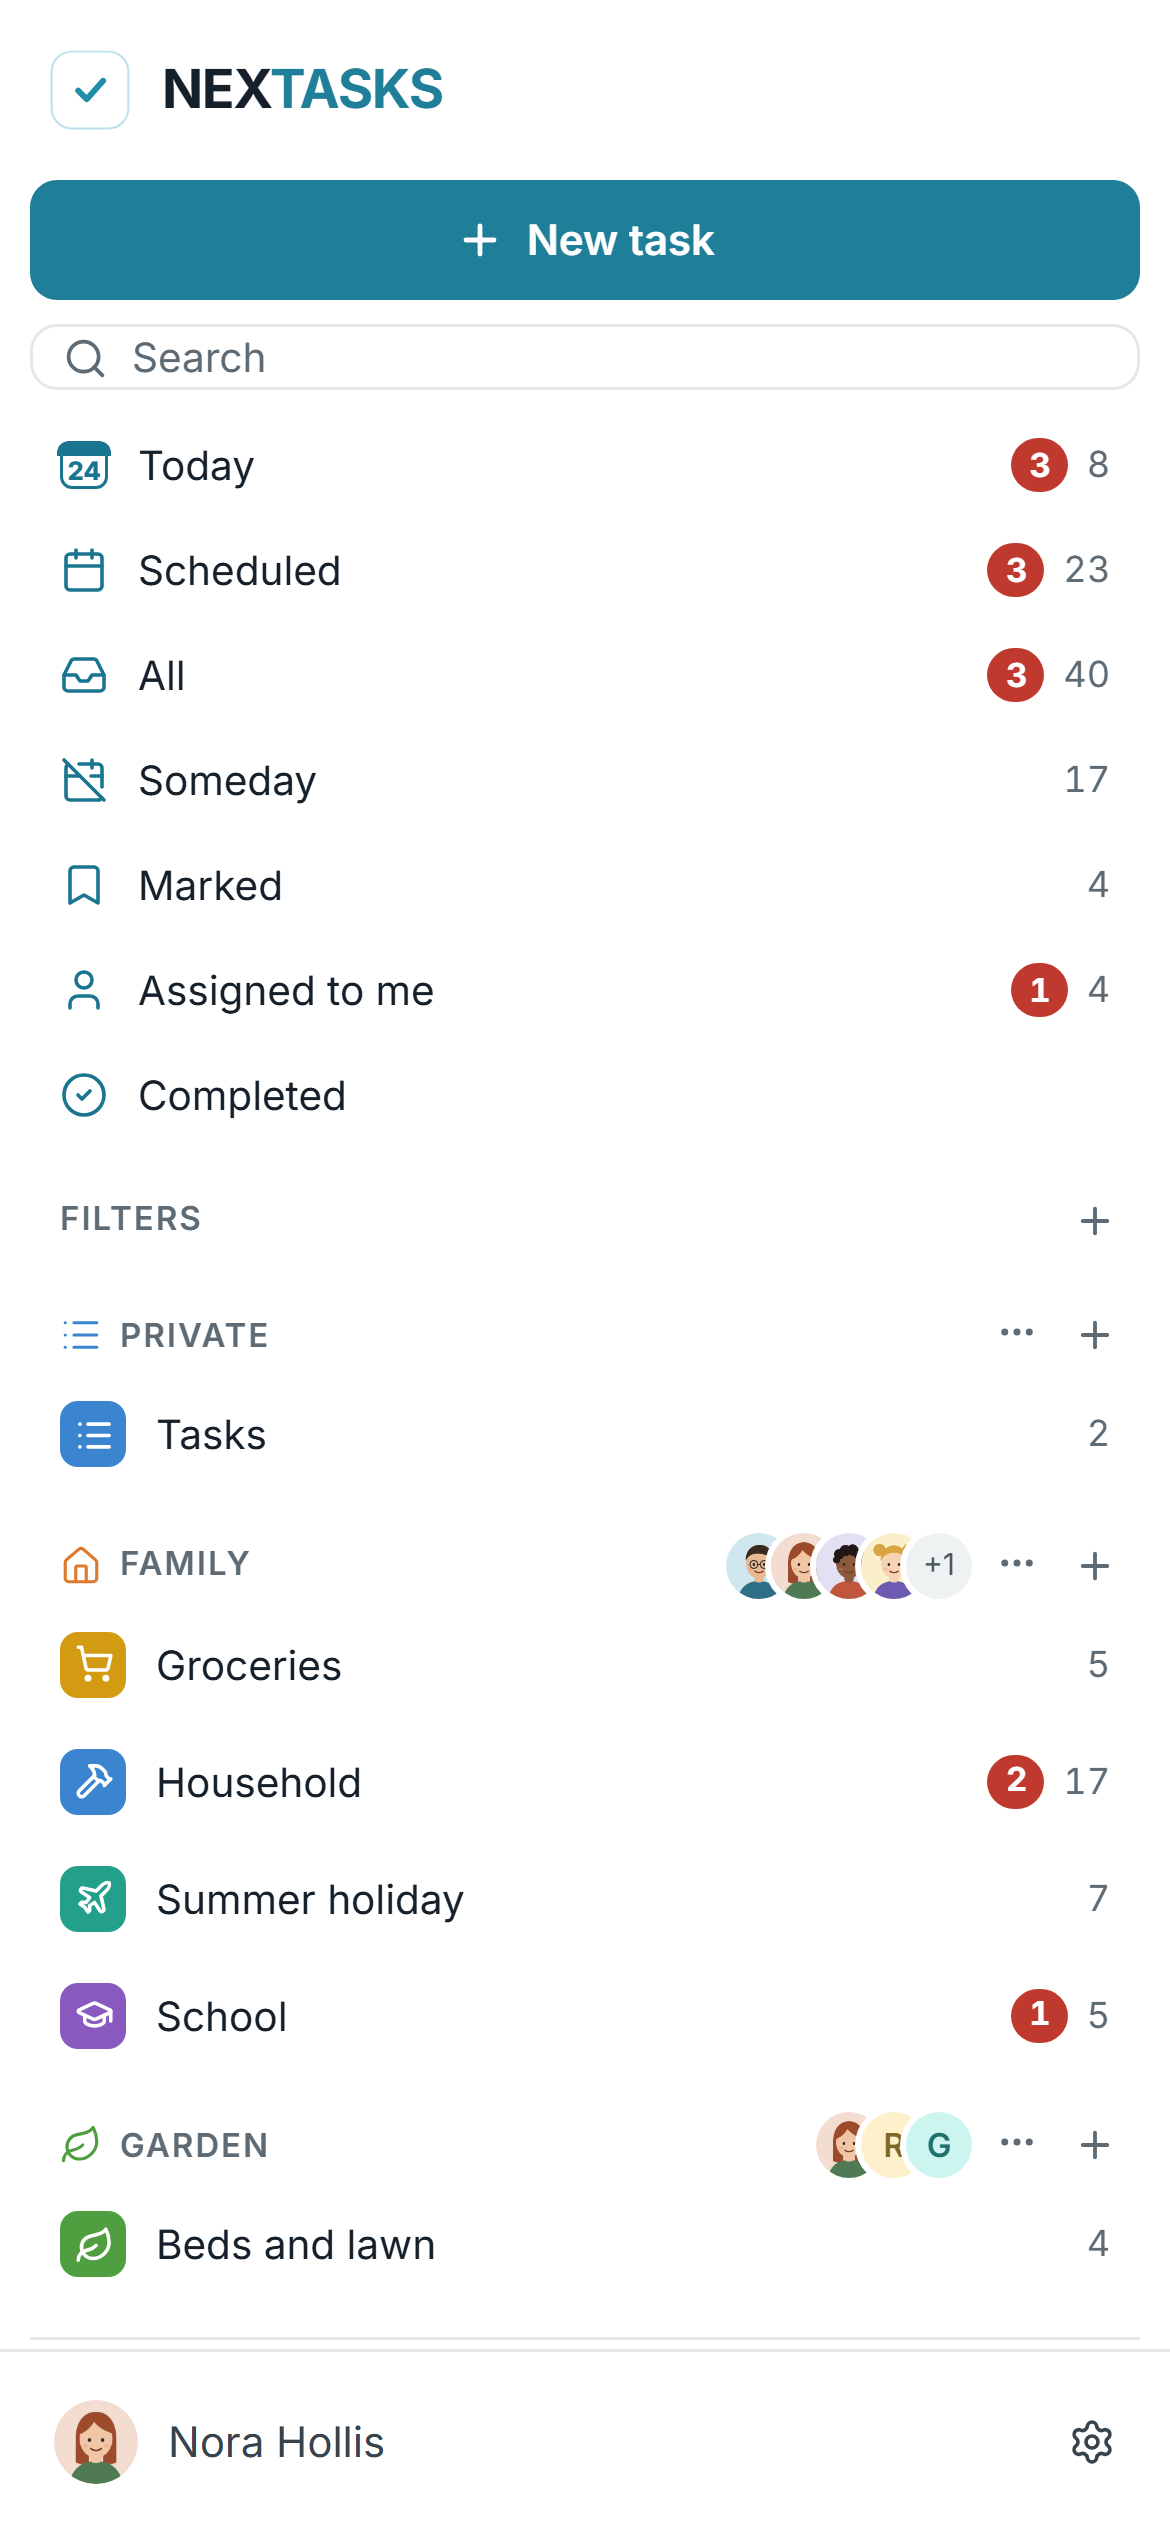 NEXTASKS
+ New task
Search
24 Today 3 8
Scheduled 3 23
All 3 40
Someday 17
Marked 4
Assigned to me 1 4
Completed
FILTERS
PRIVATE
Tasks 2
FAMILY +1
Groceries 5
Household 2 17
Summer holiday 7
School 1 5
GARDEN R G
Beds and lawn 4
Nora Hollis